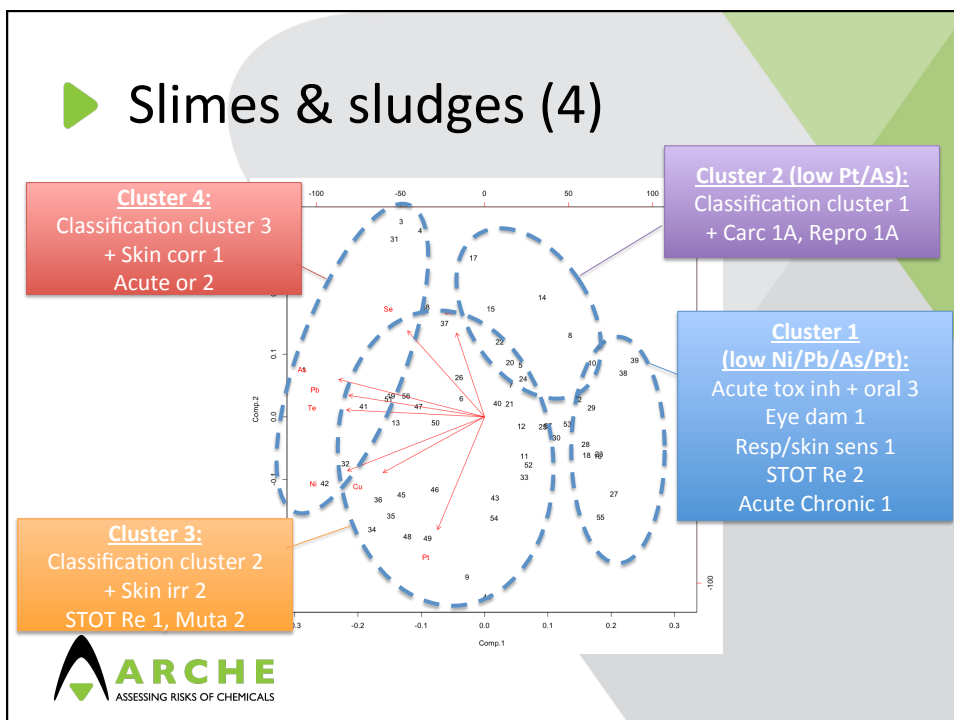 Slimes & sludges (4)
Cluster 4:
Classification cluster 3
+ Skin corr 1
Acute or 2
Cluster 2 (low Pt/As):
Classification cluster 1
+ Carc 1A, Repro 1A
Cluster 1
(low Ni/Pb/As/Pt):
Acute tox inh + oral 3
Eye dam 1
Resp/skin sens 1
STOT Re 2
Acute Chronic 1
Cluster 3:
Classification cluster 2
+ Skin irr 2
STOT Re 1, Muta 2
-100 -50 0 50 100
3
4
31
17
14
15
Se
8
37
8
22
39
10
20
5
38
As
24
26
7
Pb
56
6
2
Te
41
47
40
21
29
13
50
12
53
30
28
11
18
32
52
Ni
42
Cu
33
46
27
36
45
43
35
54
55
34
48
49
Pt
9
0.1
0.0
-0.1
Comp.2
-100
-0.2 -0.1 0.0 0.1 0.2 0.3
Comp.1
ARCHE
ASSESSING RISKS OF CHEMICALS